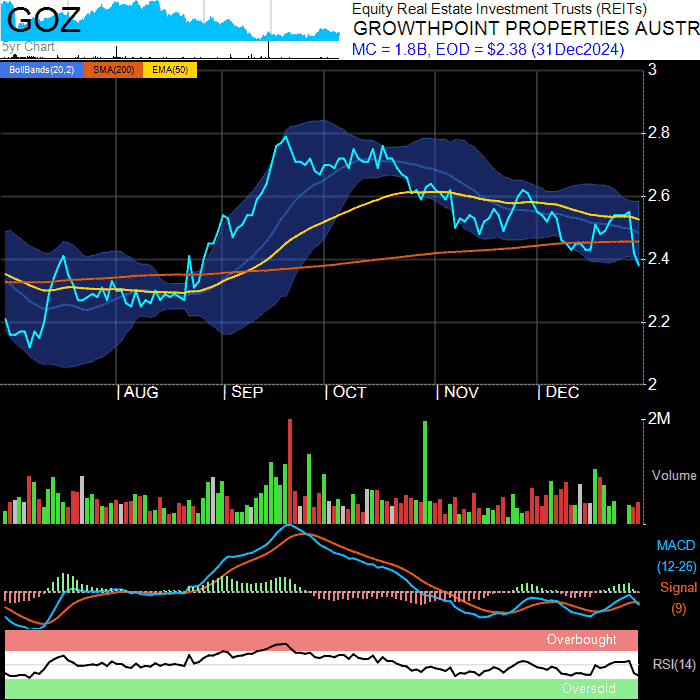 GOZ
5yr Chart
Equity Real Estate Investment Trusts (REITs)
GROWTHPOINT PROPERTIES AUSTR
MC = 1.8B, EOD = $2.38 (31Dec2024)
BollBands(20,2) SMA(200) EMA(50)
3
2.8
2.6
2.4
2.2
2
AUG SEP OCT NOV DEC
2M
Volume
MACD
(12-26)
Signal
(9)
Overbought
RSI(14)
Oversold